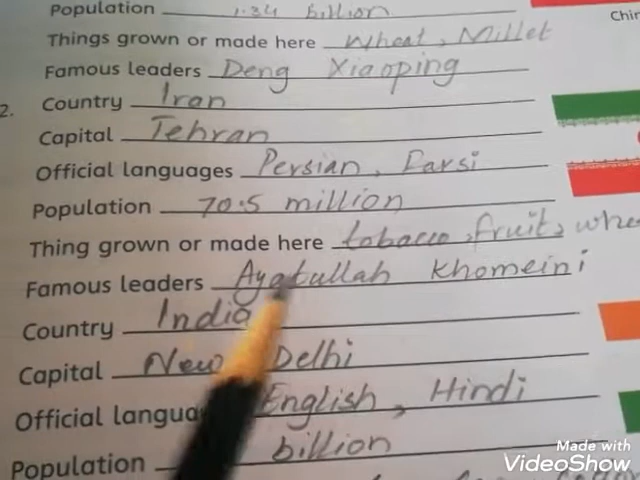 Population 1.34 billion
Things grown or made here Wheat, Millet
Famous leaders Deng Xiaoping
2. Country Iran
Capital Tehran
Official languages Persian, Farsi
Population 70.5 million
Thing grown or made here tobacco, fruit,
Famous leaders Ayatullah Khomeini
Country India
Capital New Delhi
Official English, Hindi
Population billion
Made with
VideoShow